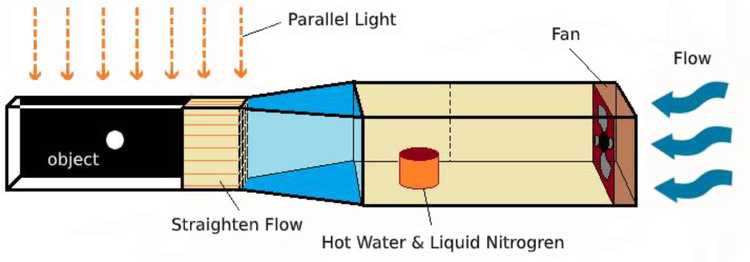 Parallel Light
Fan
Flow
object
Straighten Flow
Hot Water & Liquid Nitrogren